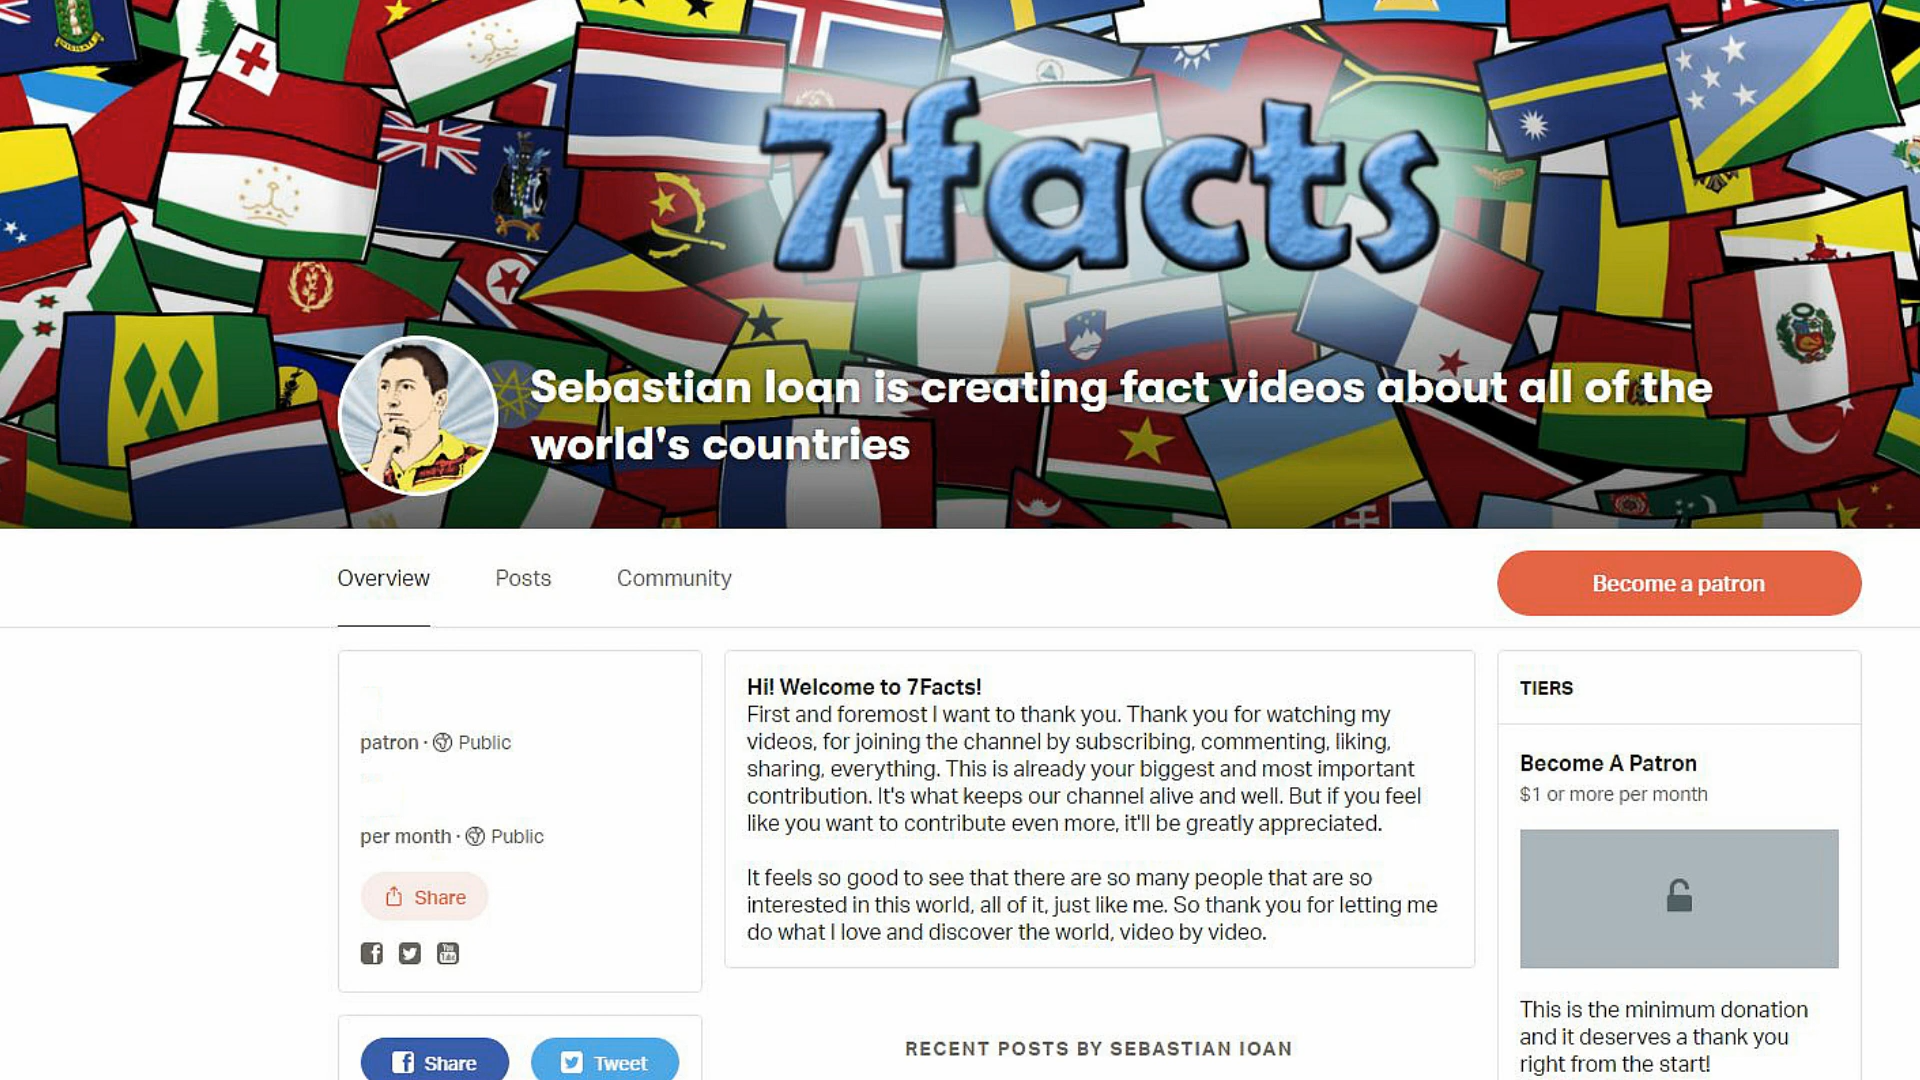 7facts
Sebastian Ioan is creating fact videos about all of the
world's countries
Overview
Posts
Community
Become a patron
patron · Public
per month · Public
Share
Share
Tweet
Hi! Welcome to 7Facts!
First and foremost I want to thank you. Thank you for watching my
videos, for joining the channel by subscribing, commenting, liking,
sharing, everything. This is already your biggest and most important
contribution. It's what keeps our channel alive and well. But if you feel
like you want to contribute even more, it'll be greatly appreciated.
It feels so good to see that there are so many people that are so
interested in this world, all of it, just like me. So thank you for letting me
do what I love and discover the world, video by video.
RECENT POSTS BY SEBASTIAN IOAN
TIERS
Become A Patron
$1 or more per month
This is the minimum donation
and it deserves a thank you
right from the start!